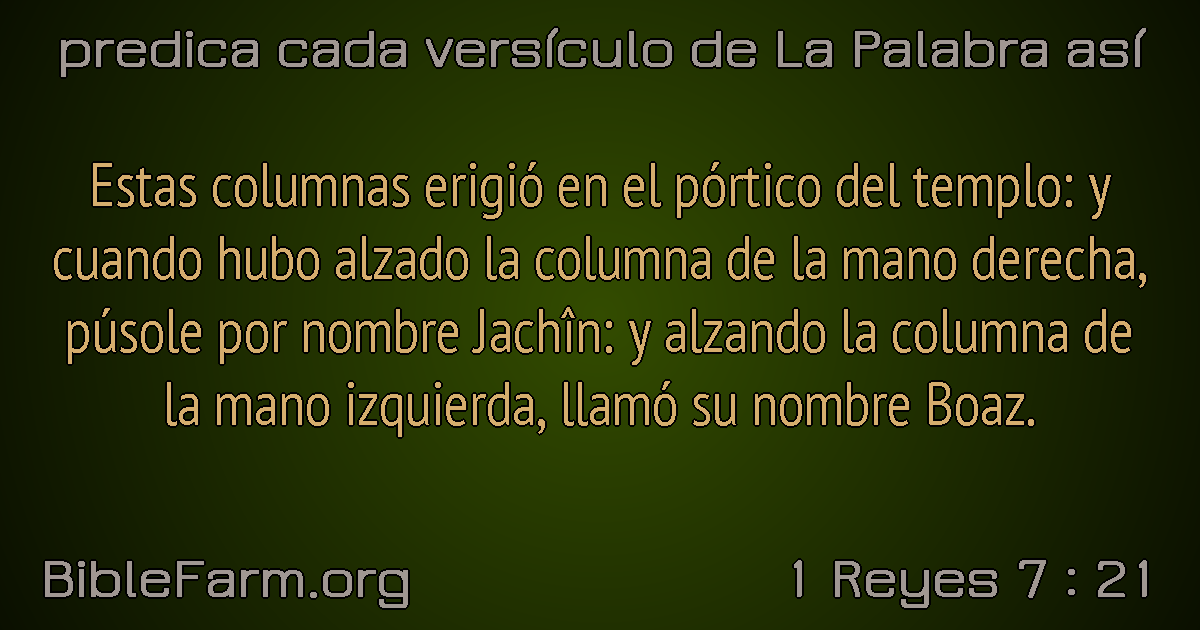 predica cada versículo de La Palabra así
Estas columnas erigió en el pórtico del templo: y
cuando hubo alzado la columna de la mano derecha,
púsole por nombre Jachîn: y alzando la columna de
la mano izquierda, llamó su nombre Boaz.
BibleFarm.org
1 Reyes 7 : 21